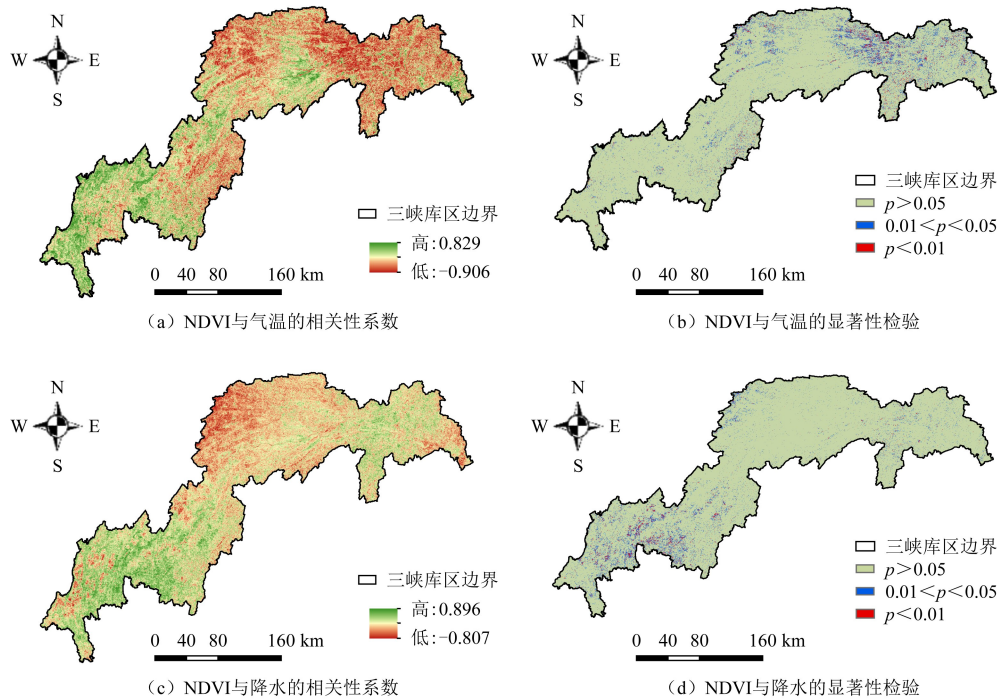 N
W E
S
三峡库区边界
高:0.829
低:−0.906
0 40 80 160 km
(a) NDVI与气温的相关性系数
N
W E
S
三峡库区边界
p>0.05
0.01<p<0.05
p<0.01
0 40 80 160 km
(b) NDVI与气温的显著性检验
N
W E
S
三峡库区边界
高:0.896
低:−0.807
0 40 80 160 km
(c) NDVI与降水的相关性系数
N
W E
S
三峡库区边界
p>0.05
0.01<p<0.05
p<0.01
0 40 80 160 km
(d) NDVI与降水的显著性检验